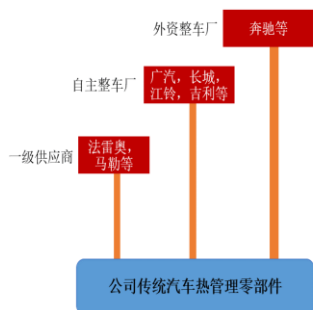 外资整车厂
奔驰等
自主整车厂
广汽，长城，
江铃，吉利等
一级供应商
法雷奥，
马勒等
公司传统汽车热管理零部件